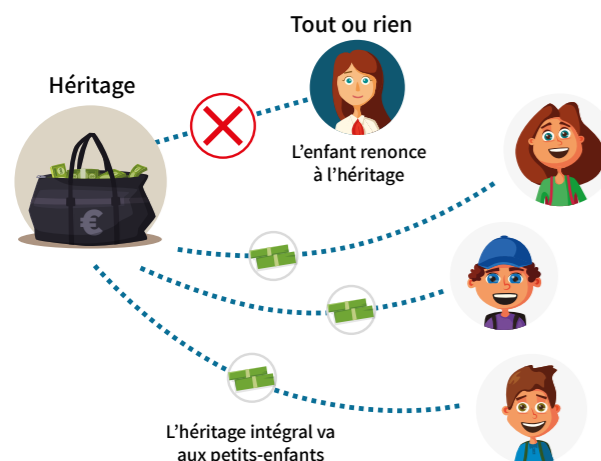 Tout ou rien
Héritage
L'enfant renonce
à l'héritage
€
L'héritage intégral va
aux petits-enfants